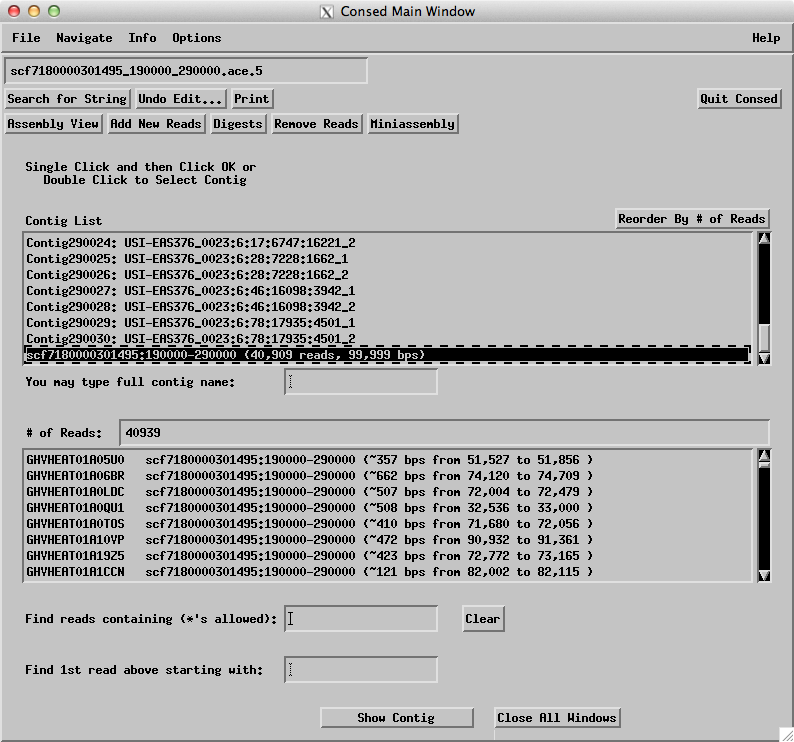 Consed Main Window
File Navigate Info Options Help
scf7180000301495_190000_290000.ace.5
Search for String Undo Edit... Print Quit Consed
Assembly View Add New Reads Digests Remove Reads Miniassembly
Single Click and then Click OK or
Double Click to Select Contig
Contig List Reorder By # of Reads
Contig290024: USI-EAS376_0023:6:17:6747:16221_2
Contig290025: USI-EAS376_0023:6:28:7228:1662_1
Contig290026: USI-EAS376_0023:6:28:7228:1662_2
Contig290027: USI-EAS376_0023:6:46:16098:3942_1
Contig290028: USI-EAS376_0023:6:46:16098:3942_2
Contig290029: USI-EAS376_0023:6:78:17935:4501_1
Contig290030: USI-EAS376_0023:6:78:17935:4501_2
scf7180000301495:190000-290000 (40,909 reads, 99,999 bps)
You may type full contig name:
# of Reads: 40939
GHYHEAT01A05U0 scf7180000301495:190000-290000 (~357 bps from 51,527 to 51,856 )
GHYHEAT01A06BR scf7180000301495:190000-290000 (~662 bps from 74,120 to 74,709 )
GHYHEAT01A0LDC scf7180000301495:190000-290000 (~507 bps from 72,004 to 72,479 )
GHYHEAT01A0QU1 scf7180000301495:190000-290000 (~508 bps from 32,536 to 33,000 )
GHYHEAT01A0TOS scf7180000301495:190000-290000 (~410 bps from 71,680 to 72,056 )
GHYHEAT01A10YP scf7180000301495:190000-290000 (~472 bps from 90,932 to 91,361 )
GHYHEAT01A19Z5 scf7180000301495:190000-290000 (~423 bps from 72,772 to 73,165 )
GHYHEAT01A1CCN scf7180000301495:190000-290000 (~121 bps from 82,002 to 82,115 )
Find reads containing (*'s allowed): Clear
Find 1st read above starting with:
Show Contig Close All Windows